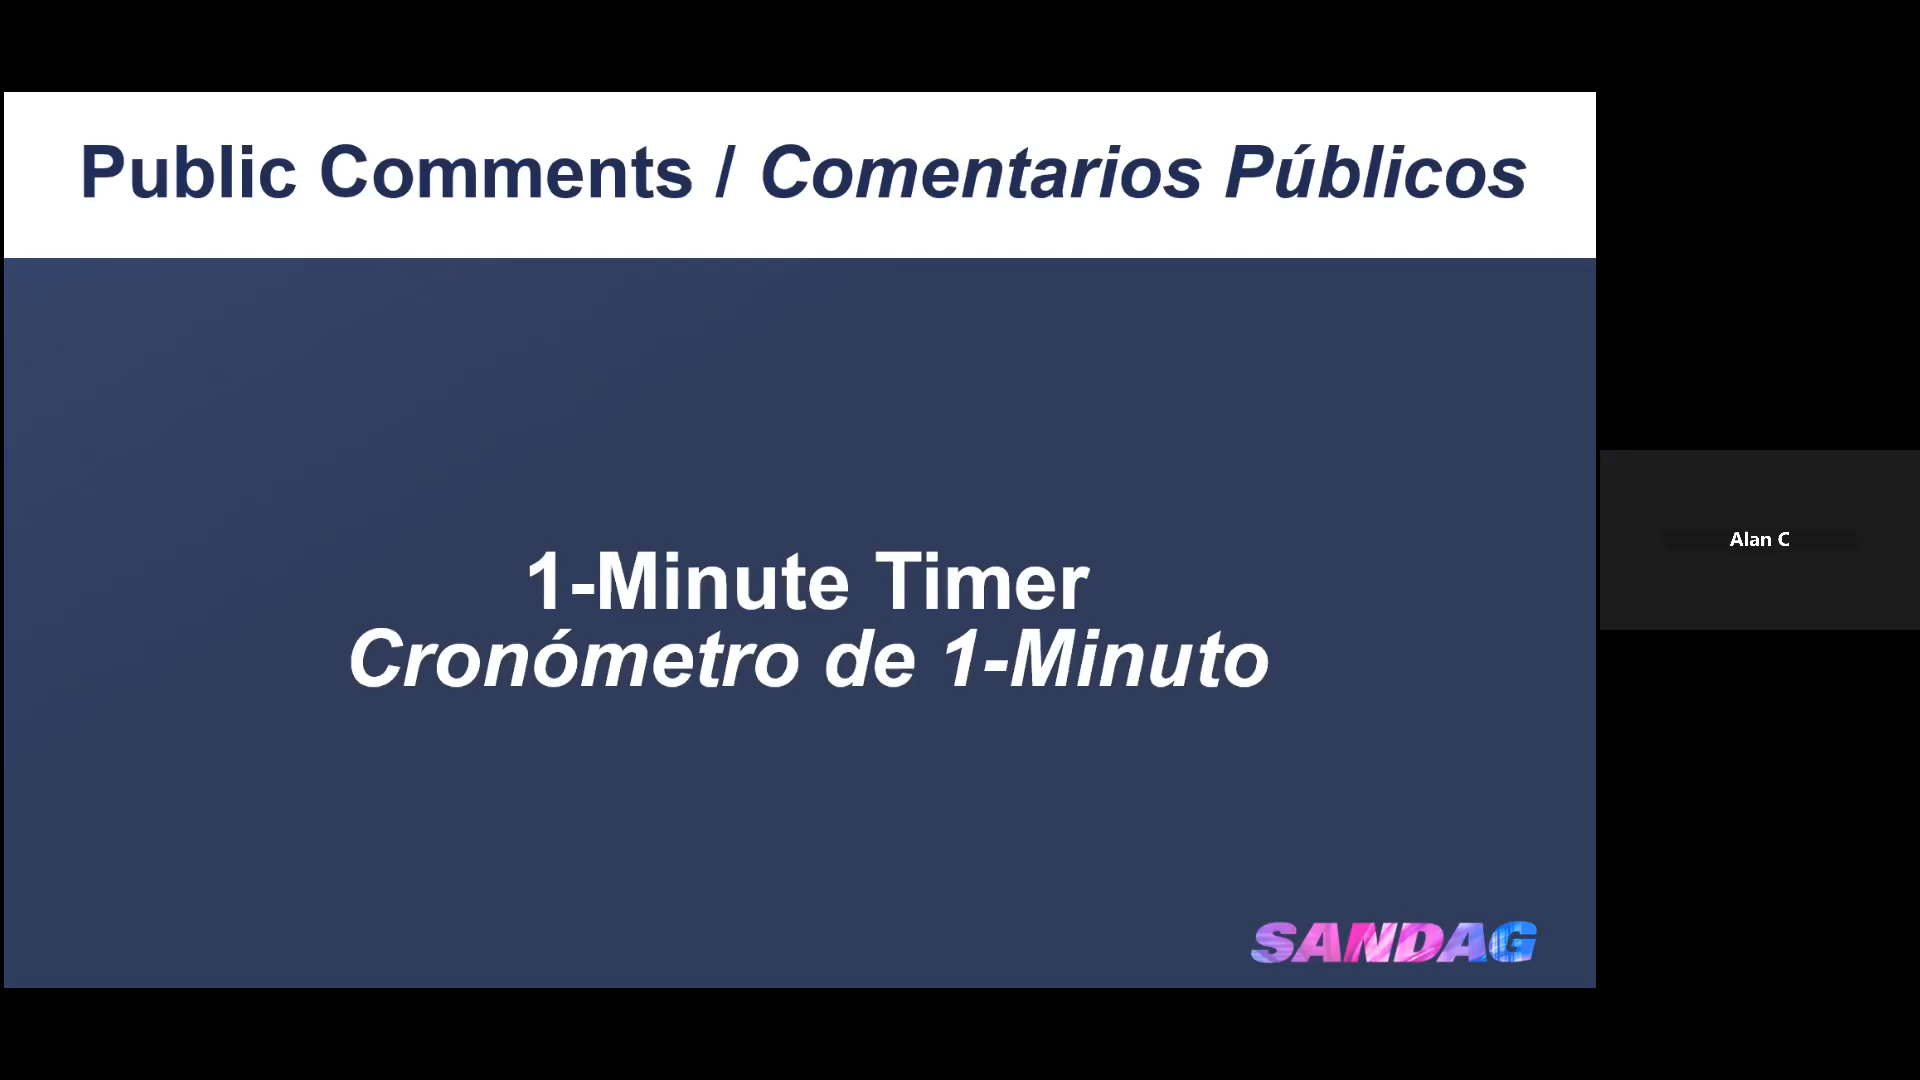 Public Comments / Comentarios Públicos
1-Minute Timer
Cronómetro de 1-Minuto
Alan C
SANDAG